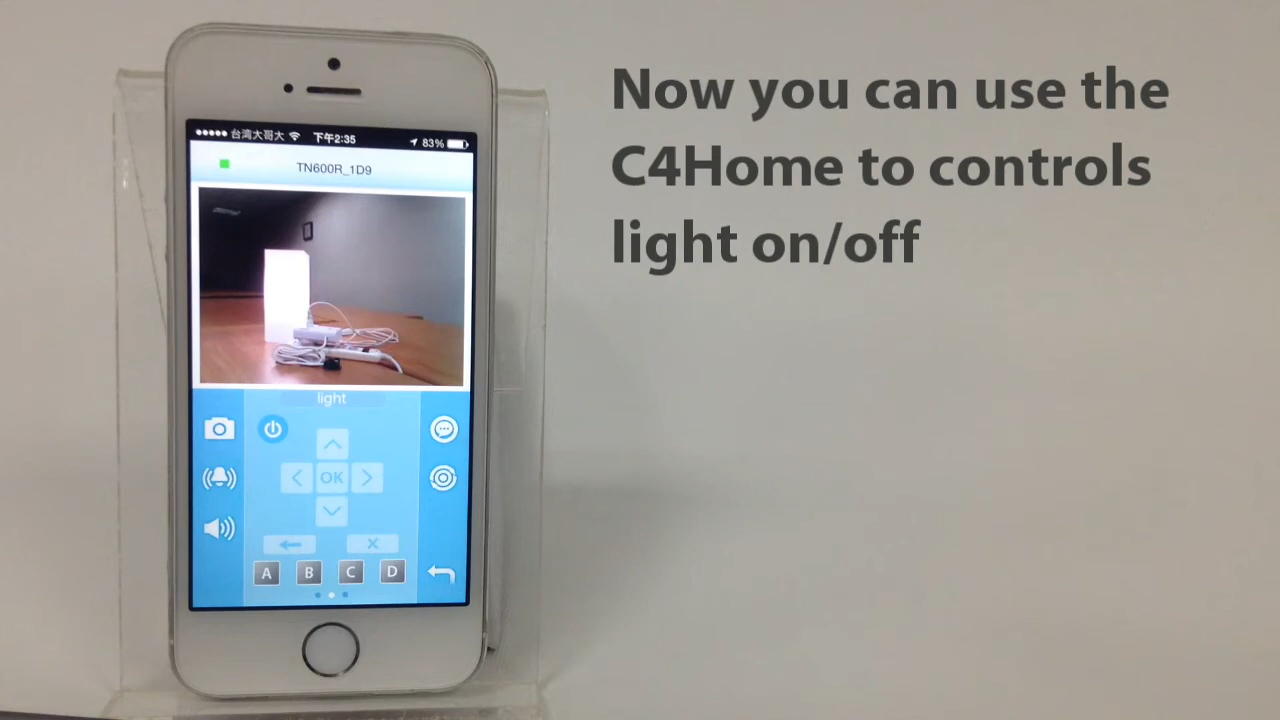 Now you can use the
C4Home to controls
light on/off
台湾大哥大 下午2:35 83%
TN600R_1D9
light
OK
A B C D